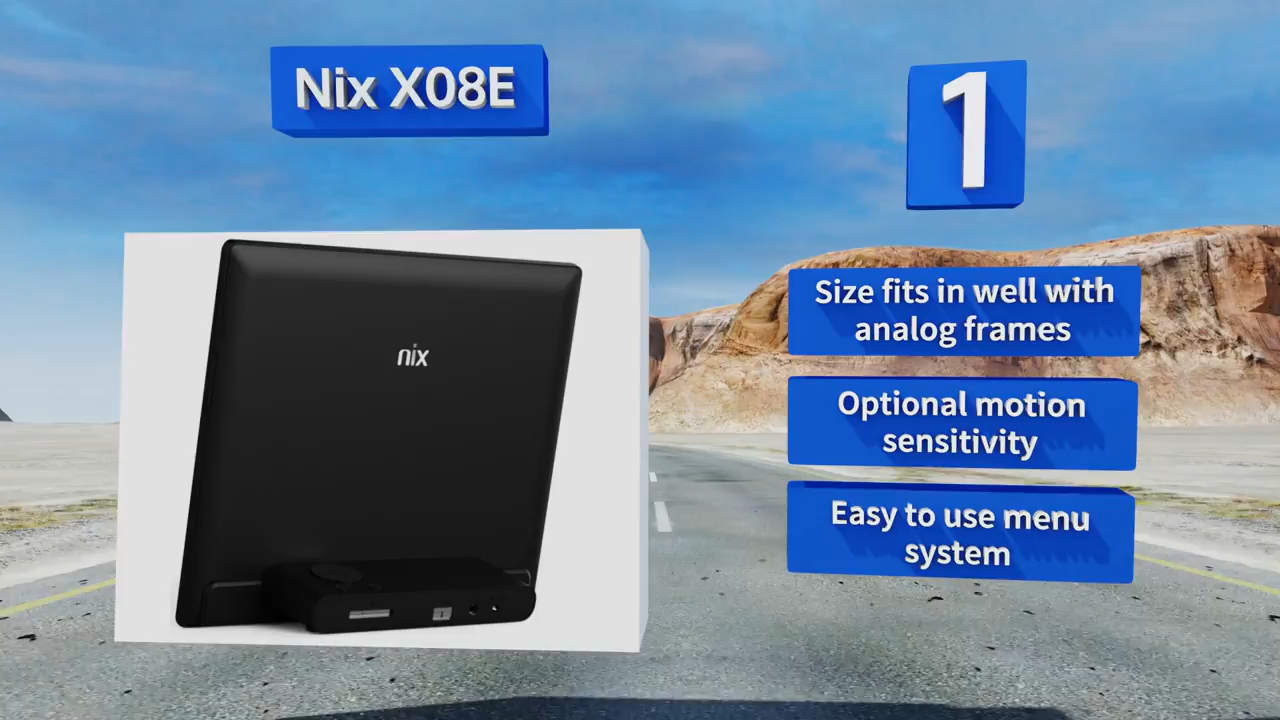 Nix X08E
1
nix
Size fits in well with
analog frames
Optional motion
sensitivity
Easy to use menu
system